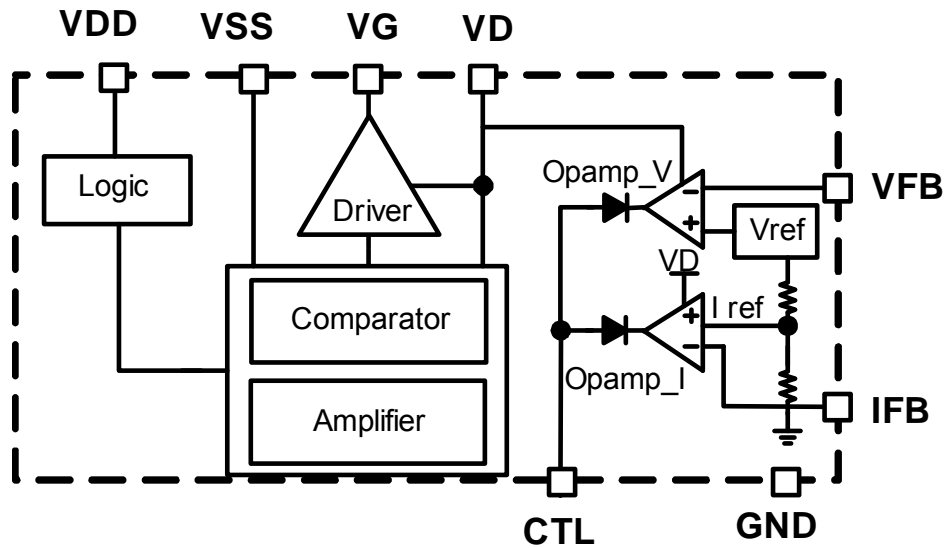 VDD VSS VG VD
Logic
Driver
Comparator
Amplifier
Opamp_V
−
+
Vref
VFB
VD
I ref
+
−
Opamp_I
IFB
CTL
GND